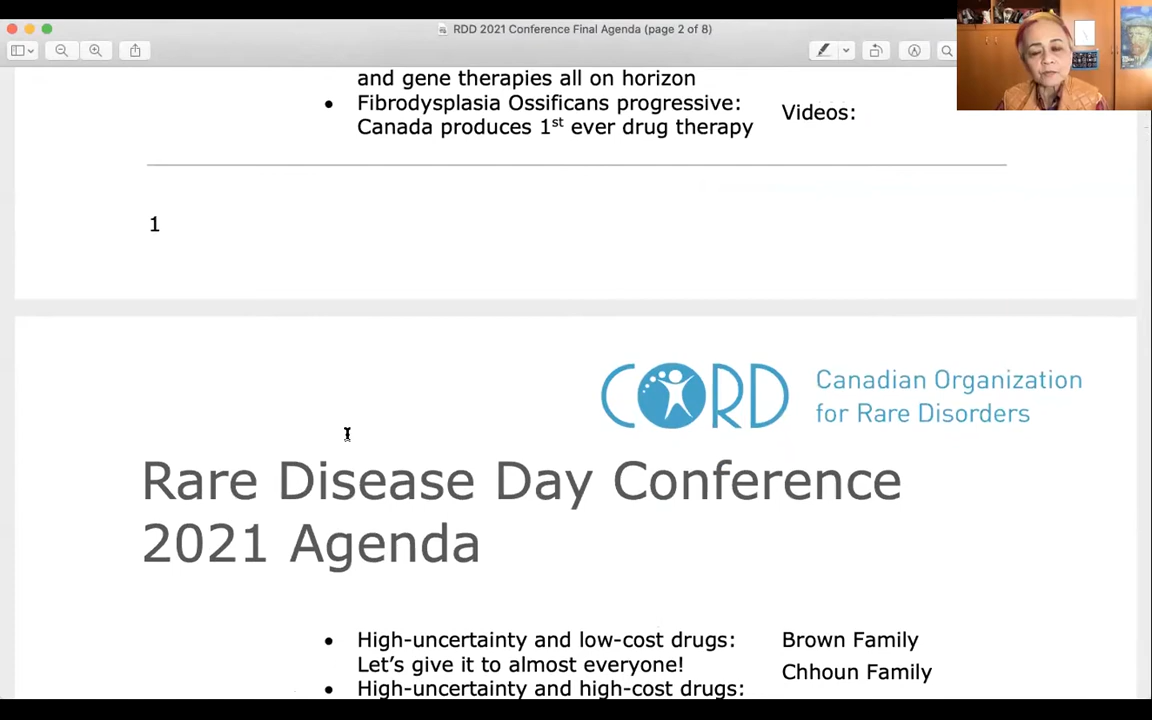 RDD 2021 Conference Final Agenda (page 2 of 8)
and gene therapies all on horizon
• Fibrodysplasia Ossificans progressive:
Canada produces 1st ever drug therapy
Videos:
1
CORD
Canadian Organization
for Rare Disorders
Rare Disease Day Conference
2021 Agenda
• High-uncertainty and low-cost drugs:
Let's give it to almost everyone!
• High-uncertainty and high-cost drugs:
Brown Family
Chhoun Family